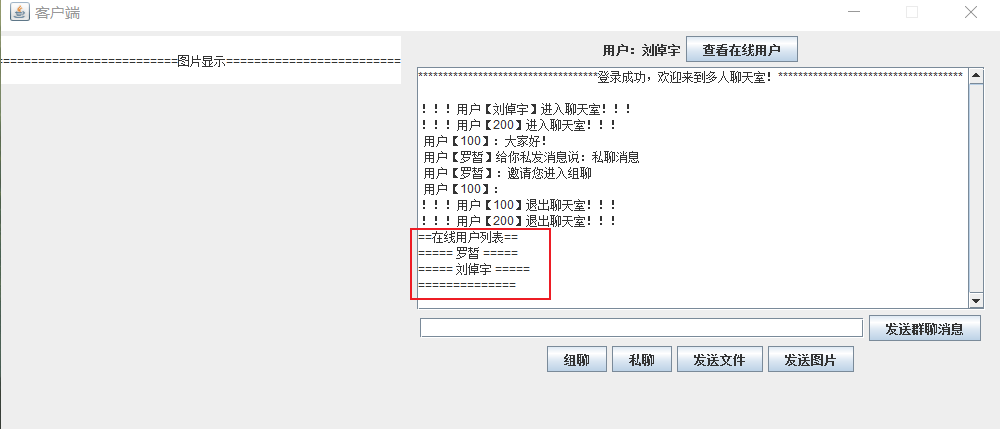 客户端
============================图片显示============================
用户：刘倬宇 查看在线用户
************************************登录成功，欢迎来到多人聊天室！*************************************
！！！用户【刘倬宇】进入聊天室！！！
！！！用户【200】进入聊天室！！！
用户【100】：大家好！
用户【罗皙】给你私发消息说：私聊消息
用户【罗皙】：邀请您进入组聊
用户【100】：
！！！用户【100】退出聊天室！！！
！！！用户【200】退出聊天室！！！
==在线用户列表==
===== 罗皙 =====
===== 刘倬宇 =====
==============
发送群聊消息
组聊 私聊 发送文件 发送图片